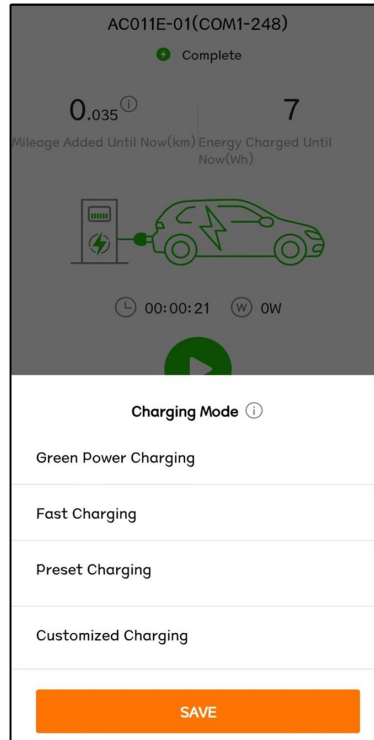 AC011E-01(COM1-248)
Complete
0.035 7
Mileage Added Until Now(km) Energy Charged Until
Now(Wh)
00:00:21 W 0W
Charging Mode
Green Power Charging
Fast Charging
Preset Charging
Customized Charging
SAVE